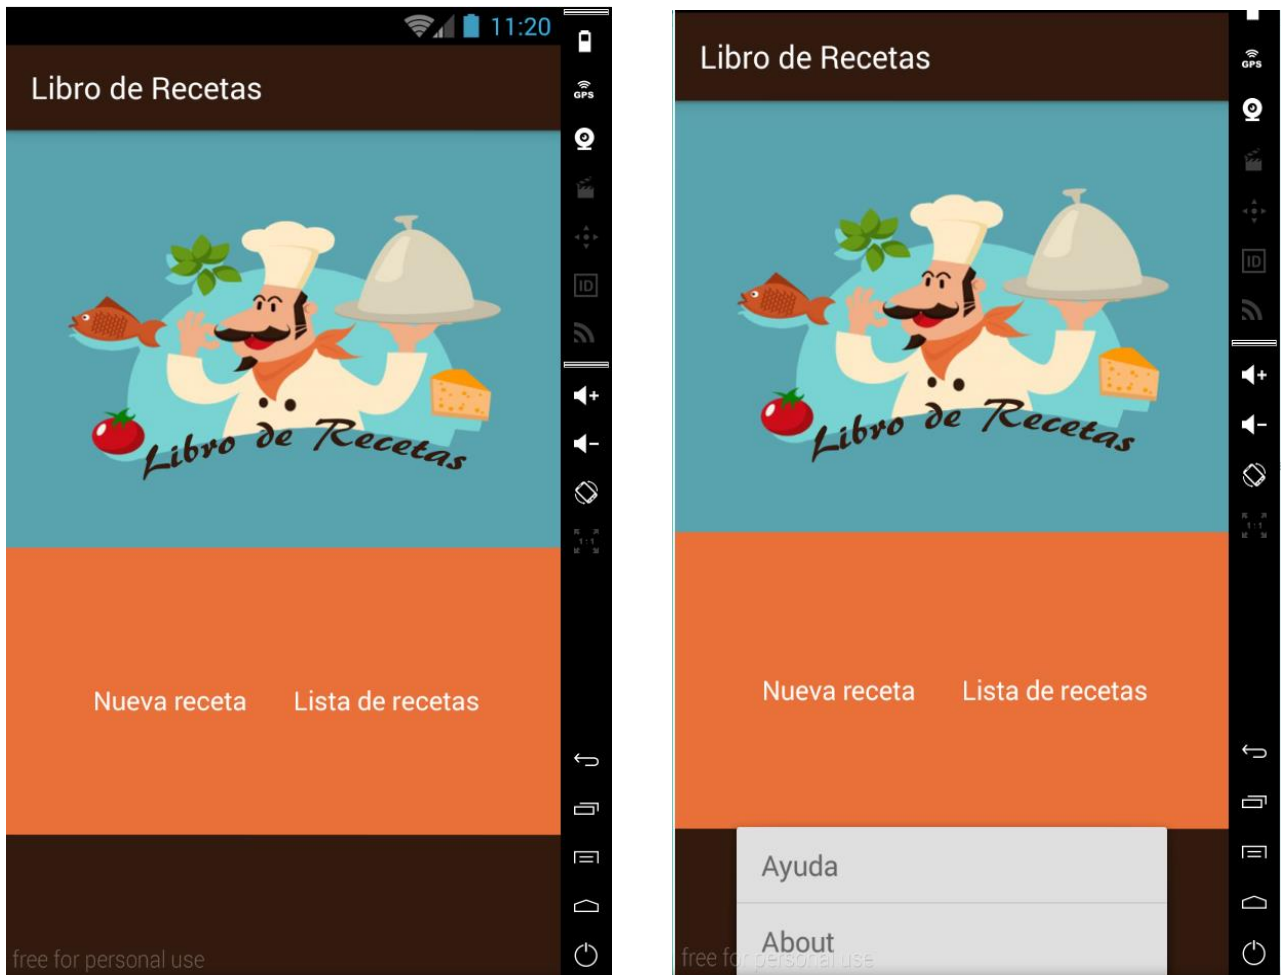 11:20
Libro de Recetas
GPS
ID
Libro de Recetas
1:1
Nueva receta Lista de recetas
free for personal use
Libro de Recetas
GPS
ID
Libro de Recetas
1:1
Nueva receta Lista de recetas
Ayuda
About
free for personal use